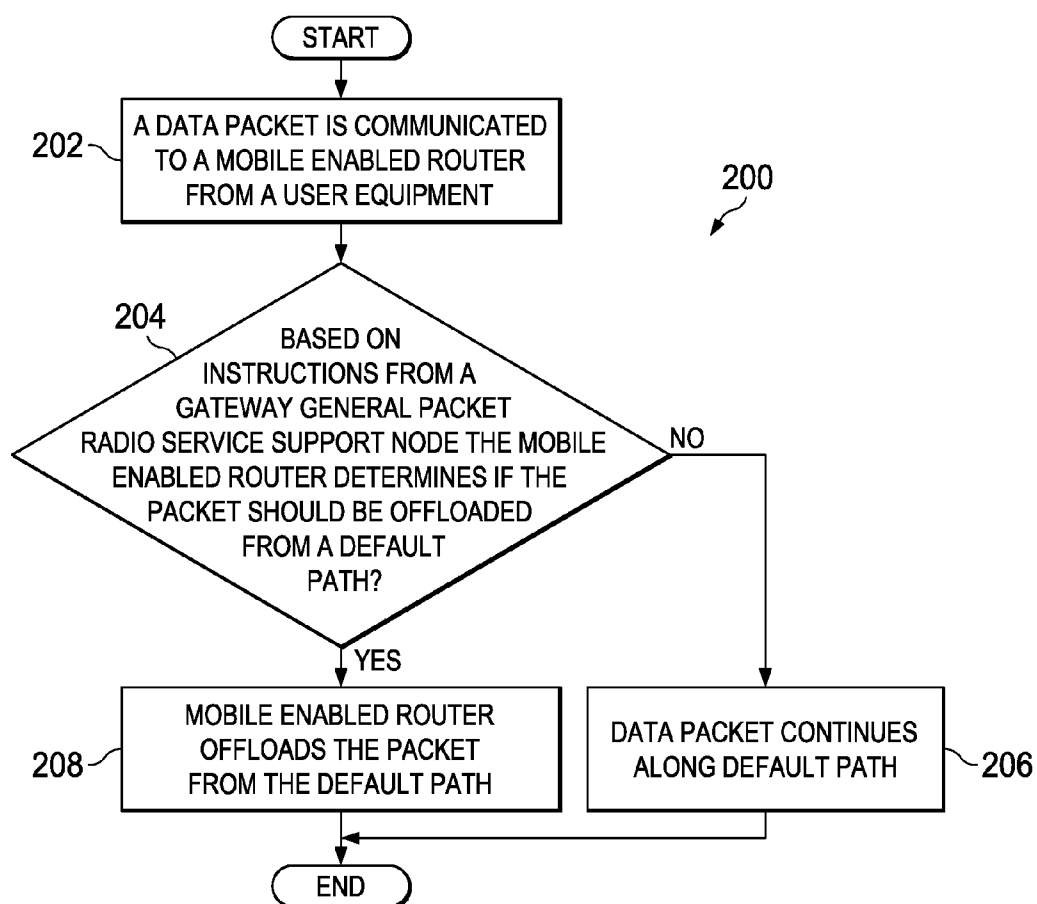 START
202
A DATA PACKET IS COMMUNICATED
TO A MOBILE ENABLED ROUTER
FROM A USER EQUIPMENT
200
204
BASED ON
INSTRUCTIONS FROM A
GATEWAY GENERAL PACKET
RADIO SERVICE SUPPORT NODE THE MOBILE
ENABLED ROUTER DETERMINES IF THE
PACKET SHOULD BE OFFLOADED
FROM A DEFAULT
PATH?
NO
YES
208
MOBILE ENABLED ROUTER
OFFLOADS THE PACKET
FROM THE DEFAULT PATH
DATA PACKET CONTINUES
ALONG DEFAULT PATH
206
END